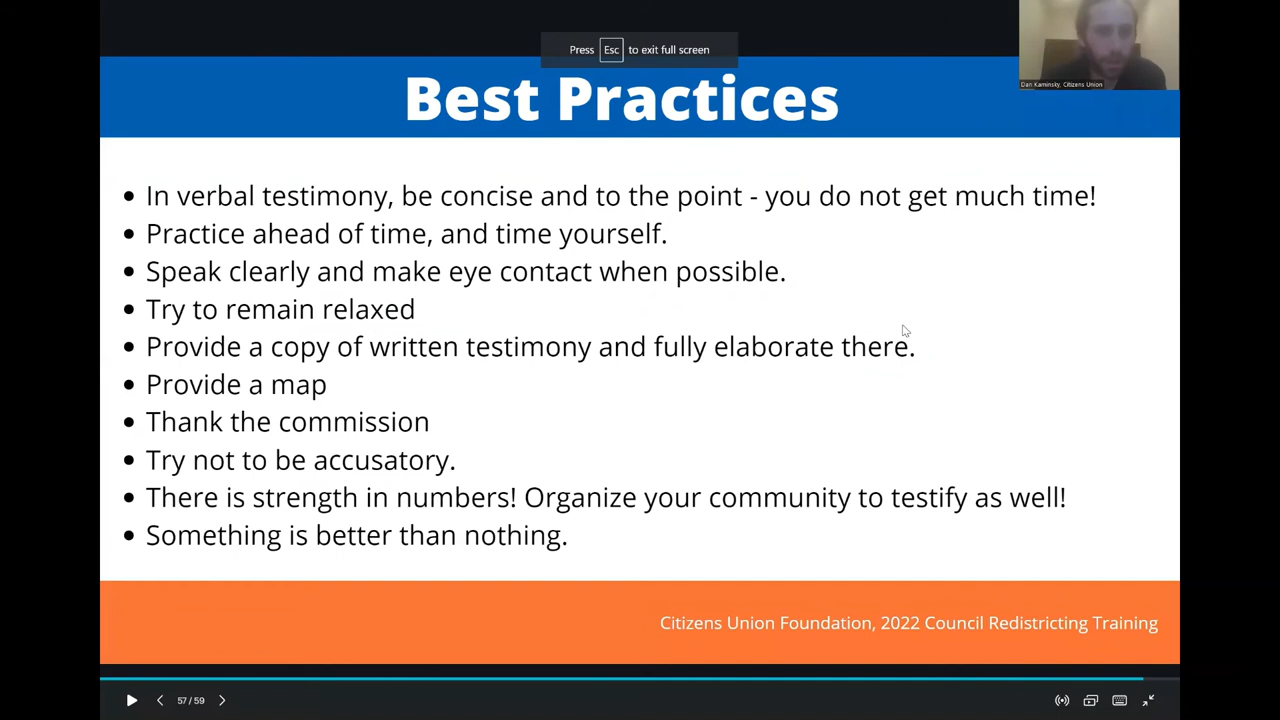 Press Esc to exit full screen
Dan Kaminsky, Citizens Union
Best Practices
• In verbal testimony, be concise and to the point - you do not get much time!
• Practice ahead of time, and time yourself.
• Speak clearly and make eye contact when possible.
• Try to remain relaxed
• Provide a copy of written testimony and fully elaborate there.
• Provide a map
• Thank the commission
• Try not to be accusatory.
• There is strength in numbers! Organize your community to testify as well!
• Something is better than nothing.
Citizens Union Foundation, 2022 Council Redistricting Training
57 / 59